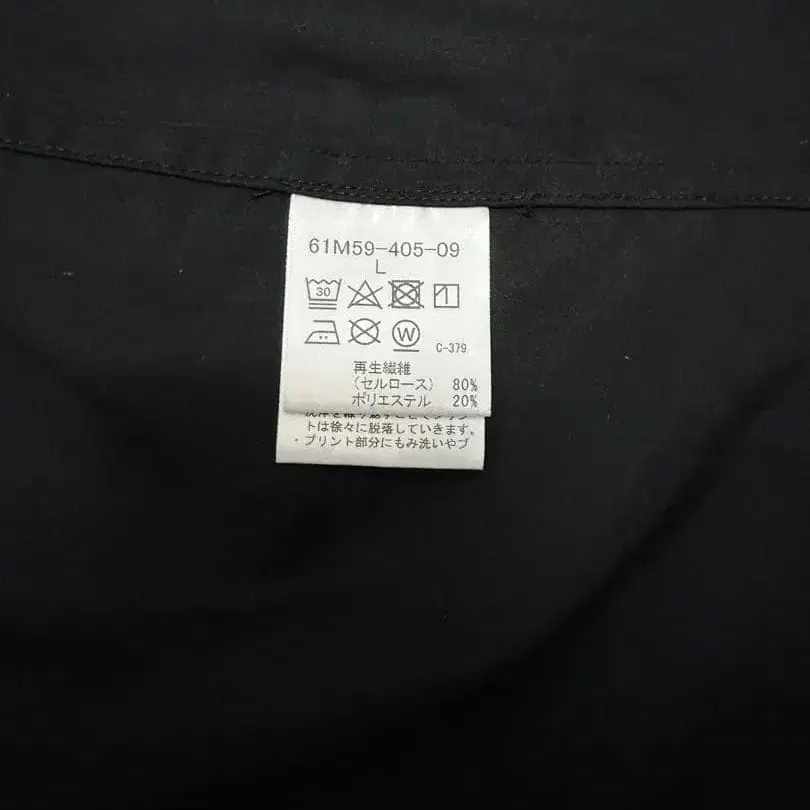 61M59-405-09
L
30
W
C-379
再生繊維
(セルロース) 80%
ポリエステル 20%
トは徐々に脱落していきます。
・プリント部分にもみ洗いやブ